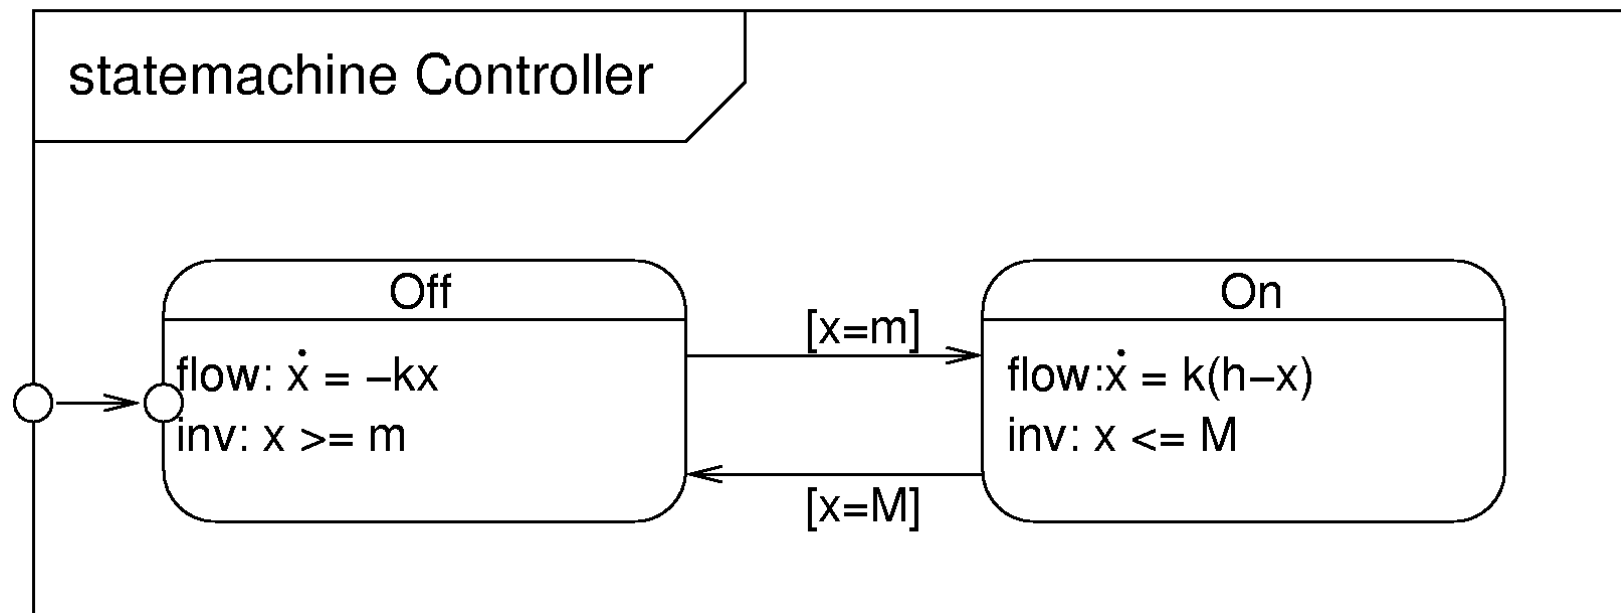 statemachine Controller
Off
flow: ẋ = −kx
inv: x >= m
[x=m]
[x=M]
On
flow:ẋ = k(h−x)
inv: x <= M